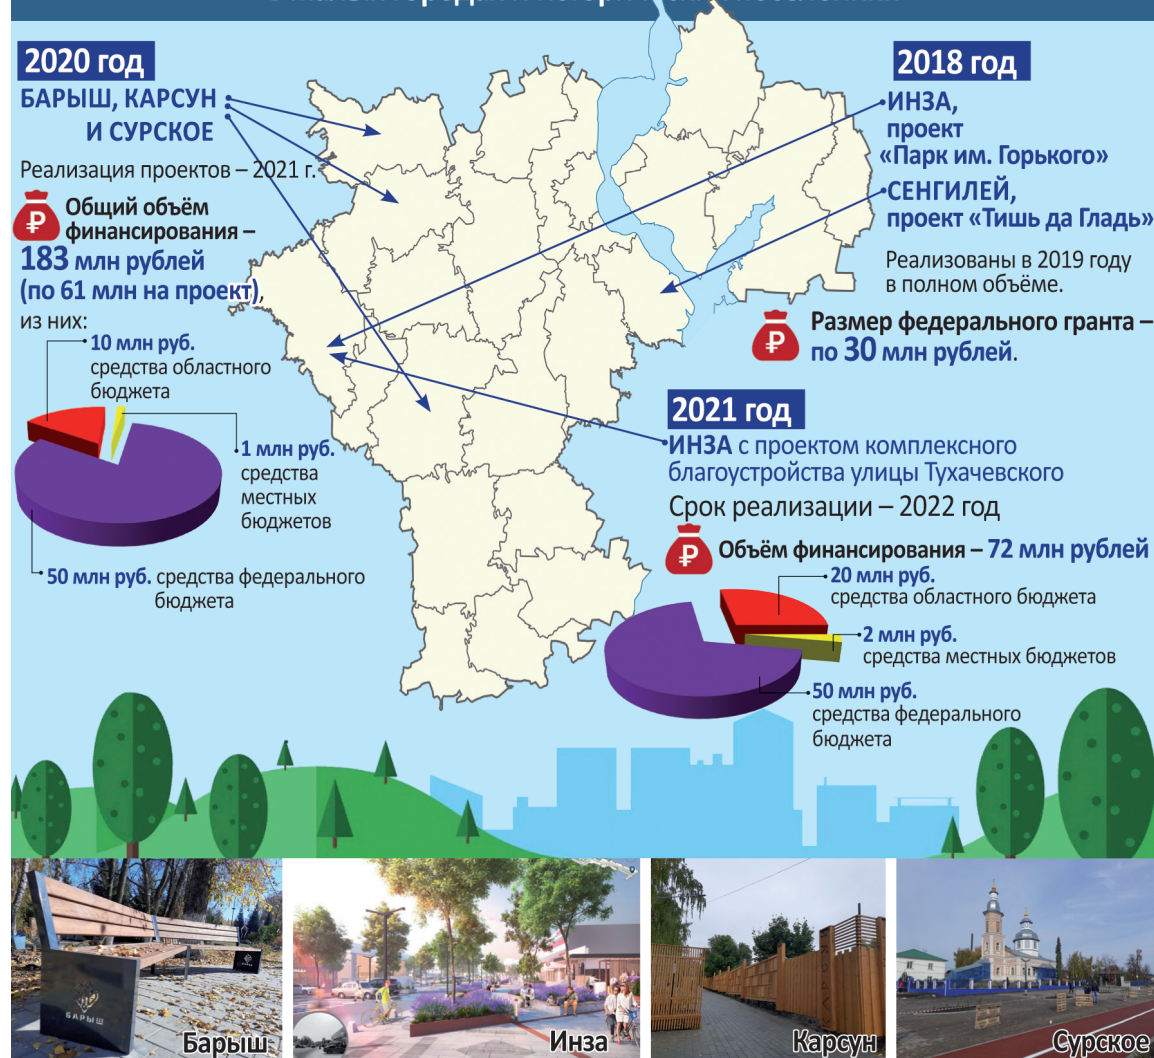 2020 год
БАРЫШ, КАРСУН
И СУРСКОЕ
Реализация проектов – 2021 г.
Общий объём
финансирования –
183 млн рублей
(по 61 млн на проект),
из них:
10 млн руб.
средства областного
бюджета
1 млн руб.
средства
местных
бюджетов
50 млн руб. средства федерального
бюджета
2018 год
ИНЗА,
проект
«Парк им. Горького»
СЕНГИЛЕЙ,
проект «Тишь да Гладь»
Реализованы в 2019 году
в полном объёме.
Размер федерального гранта –
по 30 млн рублей.
2021 год
ИНЗА с проектом комплексного
благоустройства улицы Тухачевского
Срок реализации – 2022 год
Объём финансирования – 72 млн рублей
20 млн руб.
средства областного бюджета
2 млн руб.
средства местных бюджетов
50 млн руб.
средства федерального
бюджета
БАРЫШ
Барыш
Инза
Карсун
Сурское